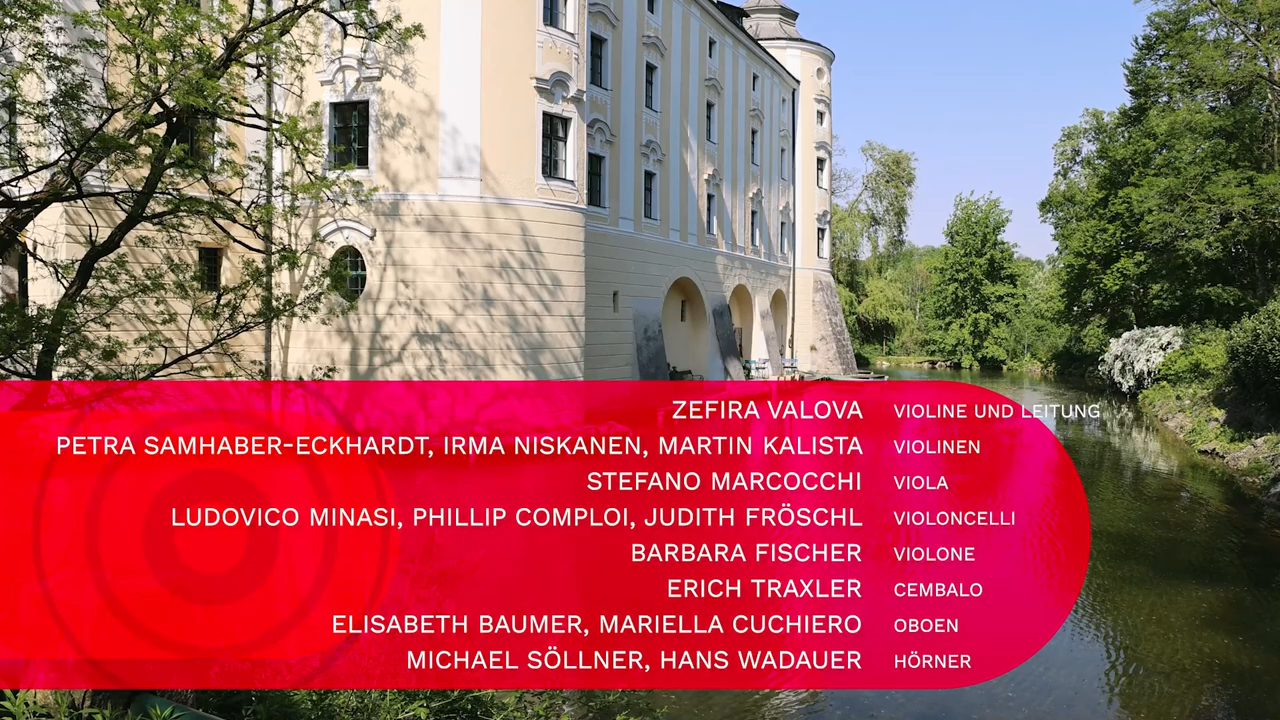 ZEFIRA VALOVA VIOLINE UND LEITUNG
PETRA SAMHABER-ECKHARDT, IRMA NISKANEN, MARTIN KALISTA VIOLINEN
STEFANO MARCOCCHI VIOLA
LUDOVICO MINASI, PHILLIP COMPLOI, JUDITH FRÖSCHL VIOLONCELLI
BARBARA FISCHER VIOLONE
ERICH TRAXLER CEMBALO
ELISABETH BAUMER, MARIELLA CUCHIERO OBOEN
MICHAEL SÖLLNER, HANS WADAUER HÖRNER